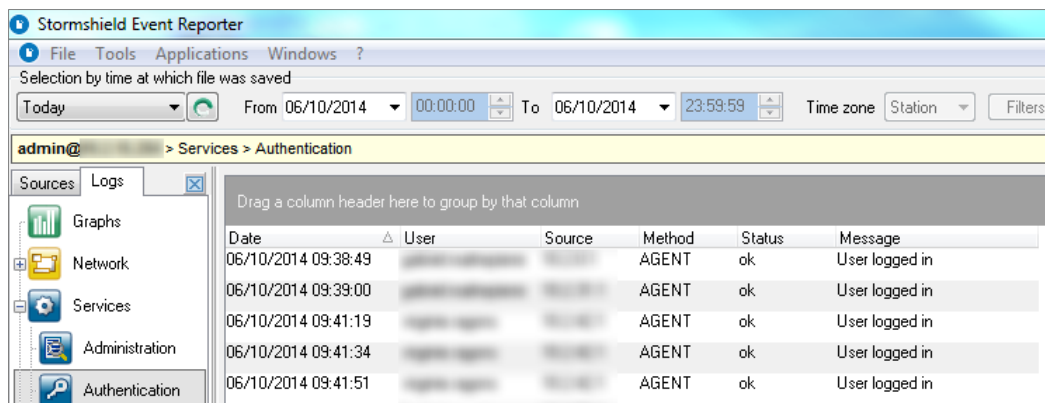 Stormshield Event Reporter
File Tools Applications Windows ?
Selection by time at which file was saved
Today From 06/10/2014 00:00:00 To 06/10/2014 23:59:59 Time zone Station Filters
admin@ > Services > Authentication
Sources Logs
Drag a column header here to group by that column
Graphs
Date User Source Method Status Message
06/10/2014 09:38:49 AGENT ok User logged in
Network
06/10/2014 09:39:00 AGENT ok User logged in
Services
06/10/2014 09:41:19 AGENT ok User logged in
Administration
06/10/2014 09:41:34 AGENT ok User logged in
Authentication
06/10/2014 09:41:51 AGENT ok User logged in